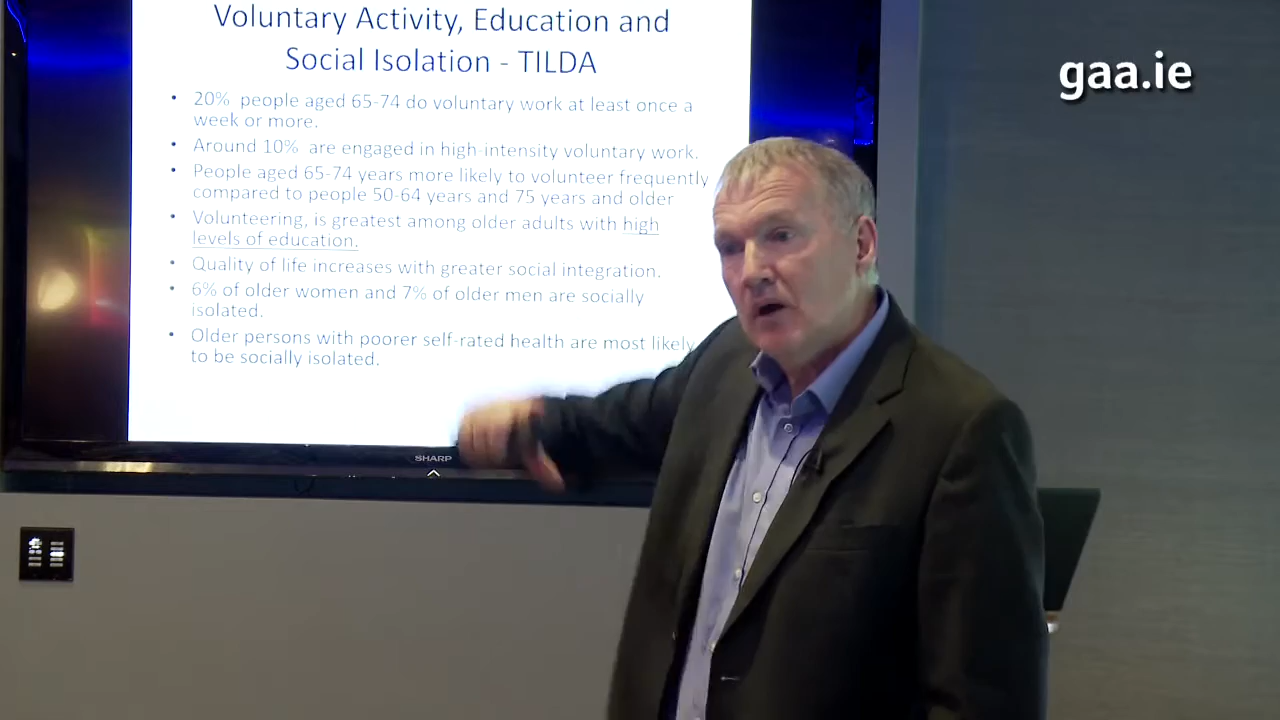 Voluntary Activity, Education and
Social Isolation - TILDA
gaa.ie
• 20% people aged 65-74 do voluntary work at least once a
week or more.
• Around 10% are engaged in high-intensity voluntary work.
• People aged 65-74 years more likely to volunteer frequently
compared to people 50-64 years and 75 years and older
• Volunteering, is greatest among older adults with high
levels of education.
• Quality of life increases with greater social integration.
• 6% of older women and 7% of older men are socially
isolated.
• Older persons with poorer self-rated health are most likely
to be socially isolated.
SHARP